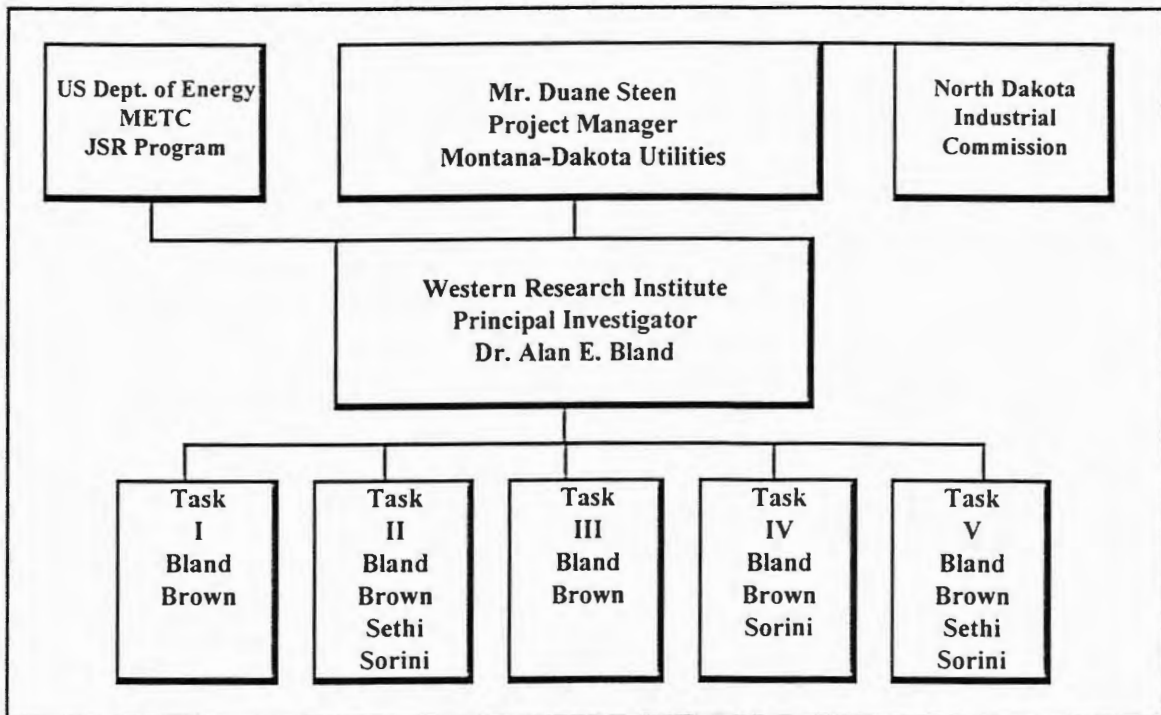 US Dept. of Energy
METC
JSR Program
Mr. Duane Steen
Project Manager
Montana-Dakota Utilities
North Dakota
Industrial
Commission
Western Research Institute
Principal Investigator
Dr. Alan E. Bland
Task
I
Bland
Brown
Task
II
Bland
Brown
Sethi
Sorini
Task
III
Bland
Brown
Task
IV
Bland
Brown
Sorini
Task
V
Bland
Brown
Sethi
Sorini